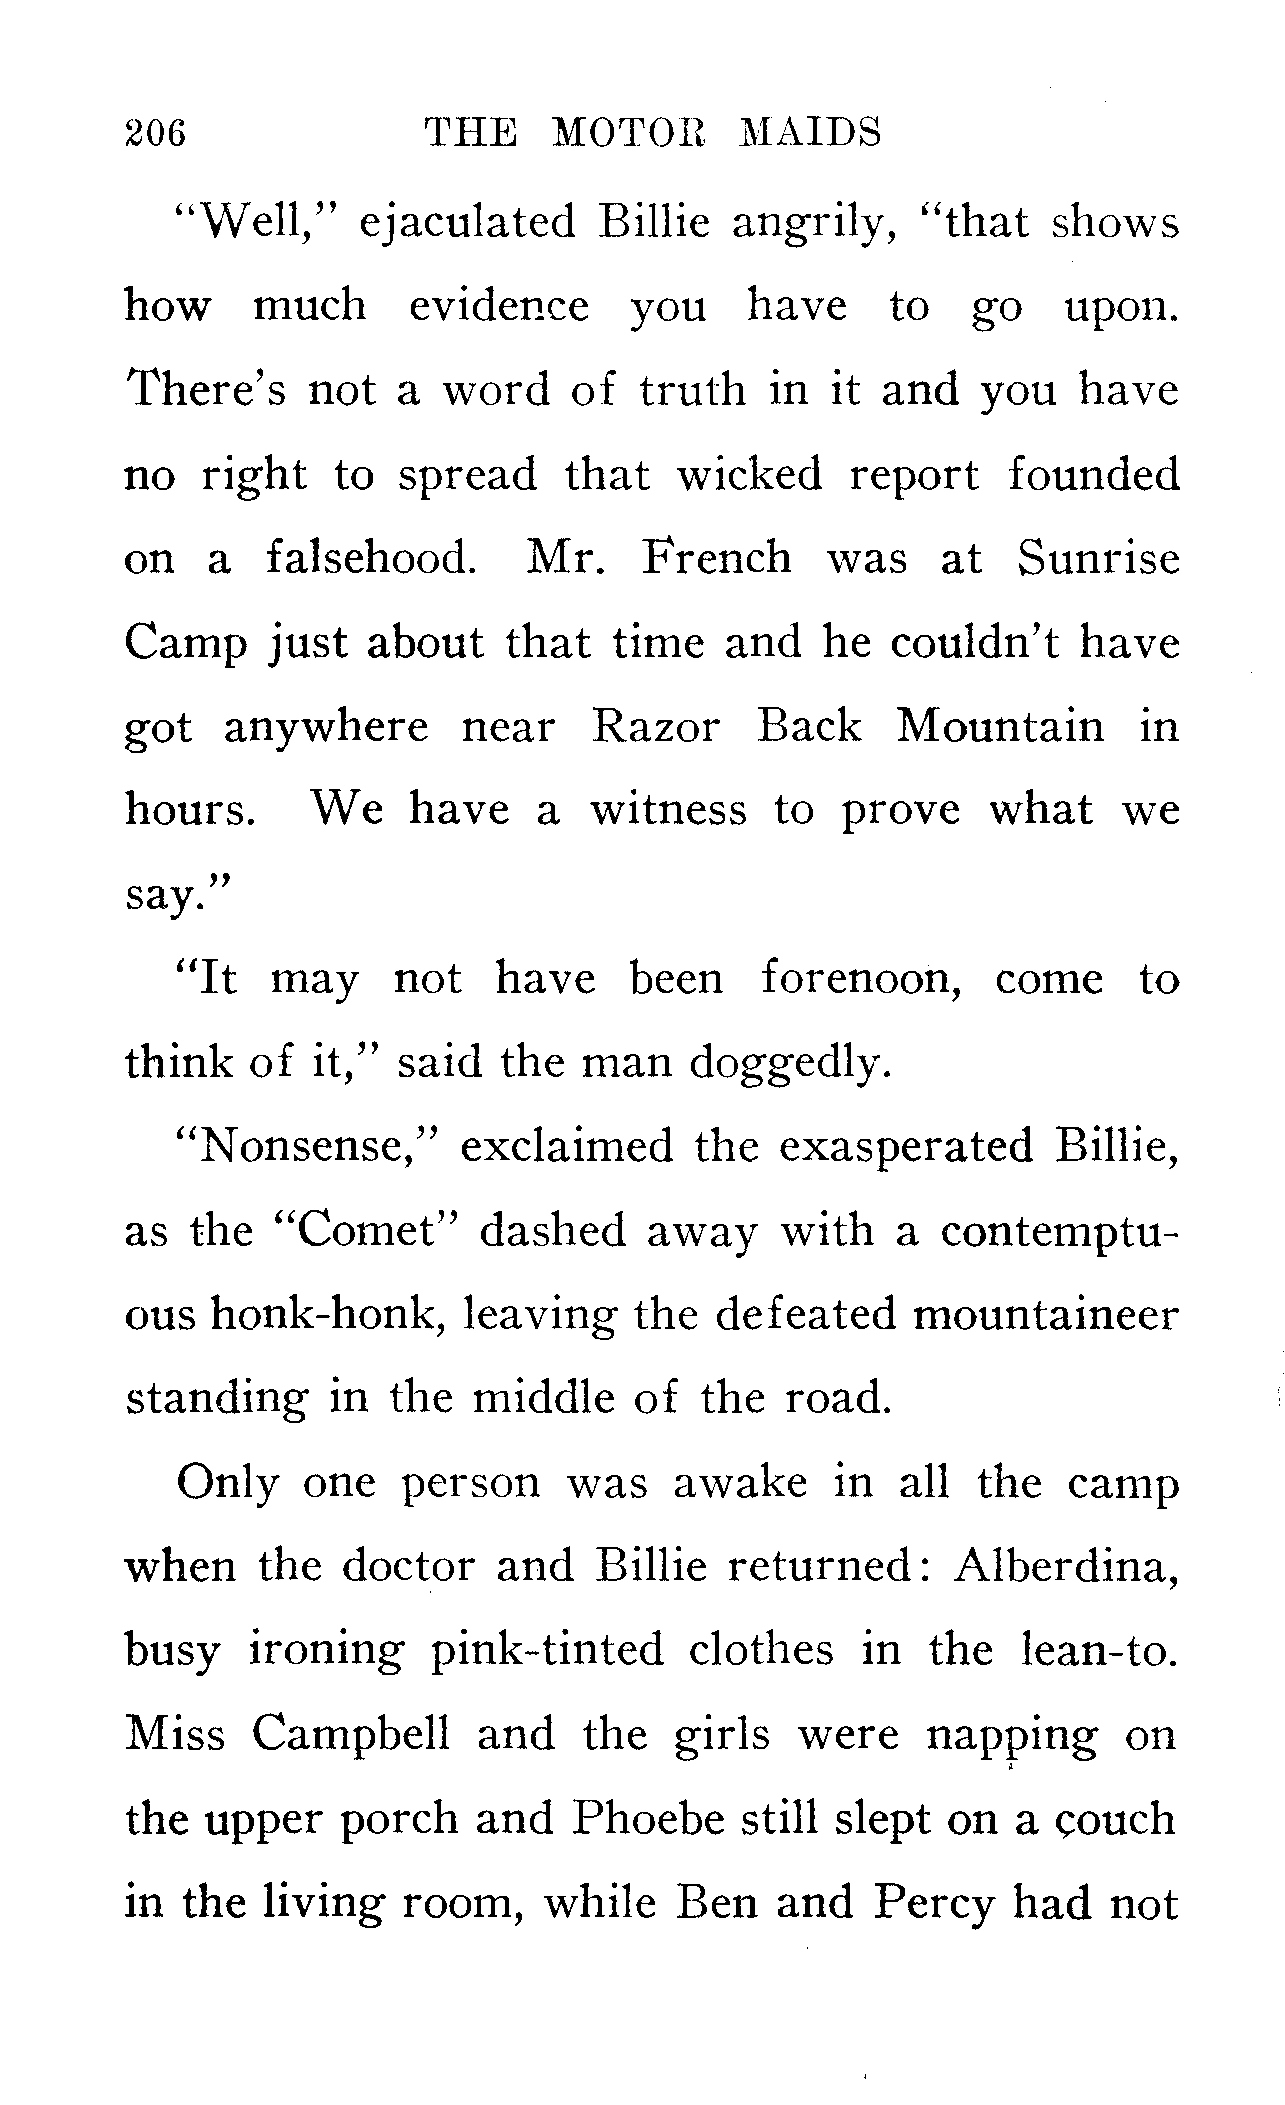 206 THE MOTOR MAIDS
“Well,” ejaculated Billie angrily, “that shows
how much evidence you have to go upon.
There’s not a word of truth in it and you have
no right to spread that wicked report founded
on a falsehood. Mr. French was at Sunrise
Camp just about that time and he couldn’t have
got anywhere near Razor Back Mountain in
hours. We have a witness to prove what we
say.”
“It may not have been forenoon, come to
think of it,” said the man doggedly.
“Nonsense,” exclaimed the exasperated Billie,
as the “Comet” dashed away with a contemptu-
ous honk-honk, leaving the defeated mountaineer
standing in the middle of the road.
Only one person was awake in all the camp
when the doctor and Billie returned: Alberdina,
busy ironing pink-tinted clothes in the lean-to.
Miss Campbell and the girls were napping on
the upper porch and Phoebe still slept on a couch
in the living room, while Ben and Percy had not